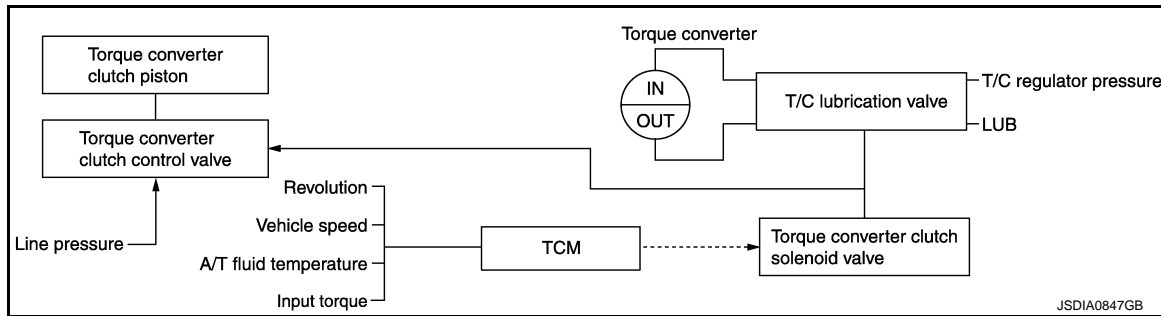 Torque converter
clutch piston
Torque converter
clutch control valve
Line pressure
Revolution
Vehicle speed
A/T fluid temperature
Input torque
TCM
Torque converter
IN
OUT
T/C lubrication valve
T/C regulator pressure
LUB
Torque converter clutch
solenoid valve
JSDIA0847GB